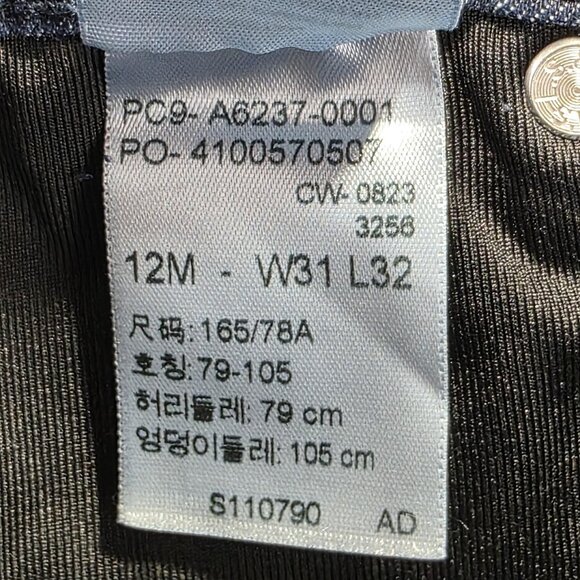 PC9- A6237-0001
PO- 4100570507
CW- 0823
3256
12M - W31 L32
尺码: 165/78A
호칭: 79-105
허리둘레: 79 cm
엉덩이둘레: 105 cm
S110790 AD